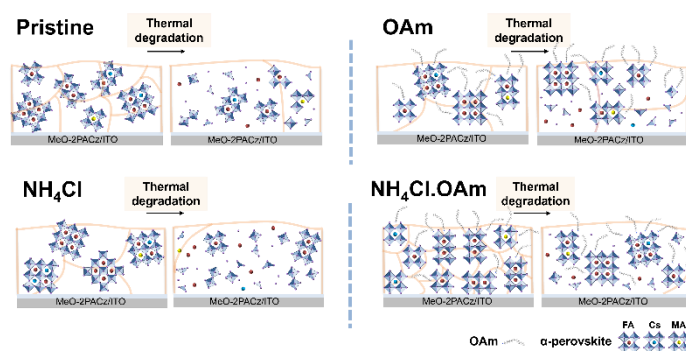 Pristine
Thermal
degradation
MeO-2PACz/ITO
MeO-2PACz/ITO
OAm
Thermal
degradation
MeO-2PACz/ITO
MeO-2PACz/ITO
NH₄Cl
Thermal
degradation
MeO-2PACz/ITO
MeO-2PACz/ITO
NH₄Cl.OAm
Thermal
degradation
MeO-2PACz/ITO
MeO-2PACz/ITO
OAm
α-perovskite
FA Cs MA